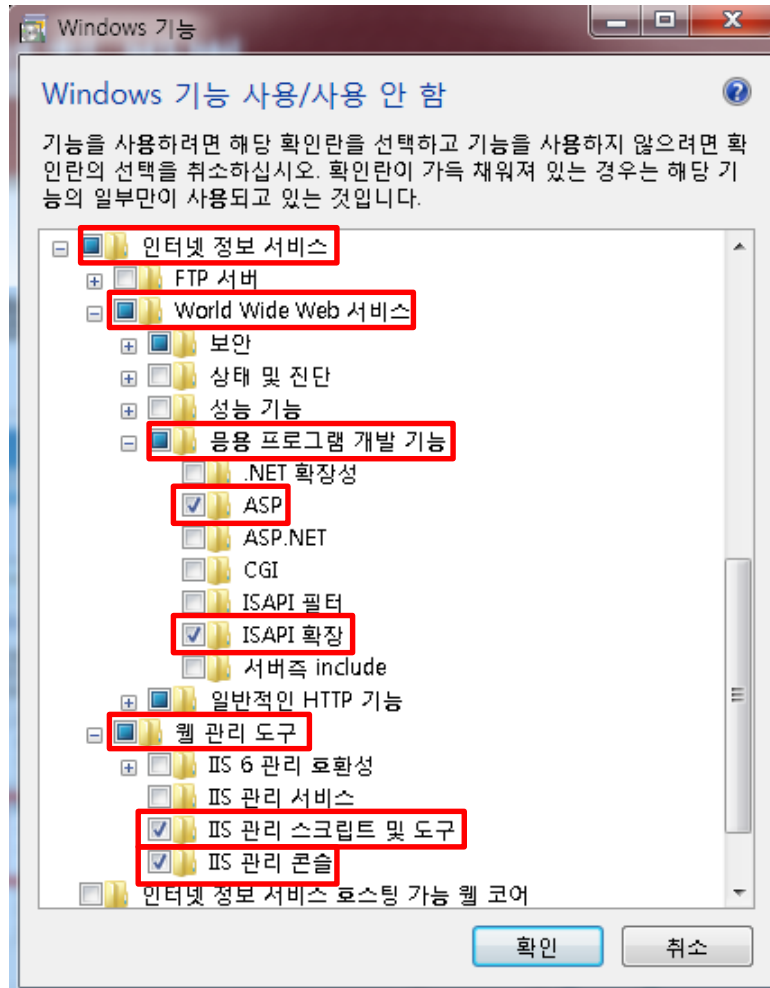 Windows 기능
Windows 기능 사용/사용 안 함
기능을 사용하려면 해당 확인란을 선택하고 기능을 사용하지 않으려면 확
인란의 선택을 취소하십시오. 확인란이 가득 채워져 있는 경우는 해당 기
능의 일부만이 사용되고 있는 것입니다.
인터넷 정보 서비스
FTP 서버
World Wide Web 서비스
보안
상태 및 진단
성능 기능
응용 프로그램 개발 기능
.NET 확장성
ASP
ASP.NET
CGI
ISAPI 필터
ISAPI 확장
서버측 include
일반적인 HTTP 기능
웹 관리 도구
IIS 6 관리 호환성
IIS 관리 서비스
IIS 관리 스크립트 및 도구
IIS 관리 콘솔
인터넷 정보 서비스 호스팅 가능 웹 코어
확인
취소